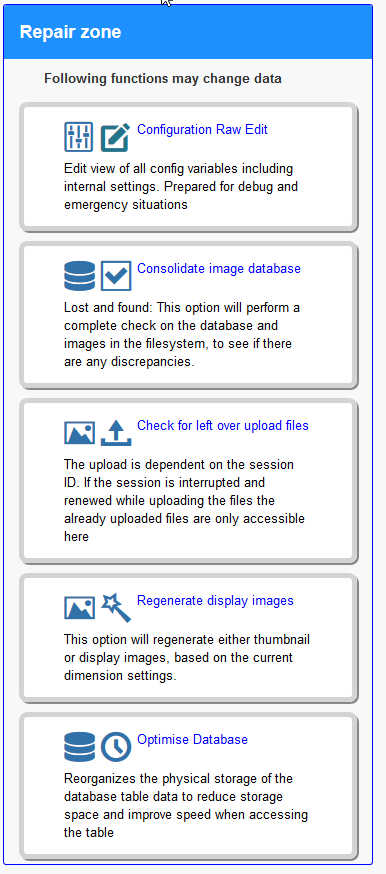 Repair zone
Following functions may change data
Configuration Raw Edit
Edit view of all config variables including
internal settings. Prepared for debug and
emergency situations
Consolidate image database
Lost and found: This option will perform a
complete check on the database and
images in the filesystem, to see if there
are any discrepancies.
Check for left over upload files
The upload is dependent on the session
ID. If the session is interrupted and
renewed while uploading the files the
already uploaded files are only accessible
here
Regenerate display images
This option will regenerate either thumbnail
or display images, based on the current
dimension settings.
Optimise Database
Reorganizes the physical storage of the
database table data to reduce storage
space and improve speed when accessing
the table